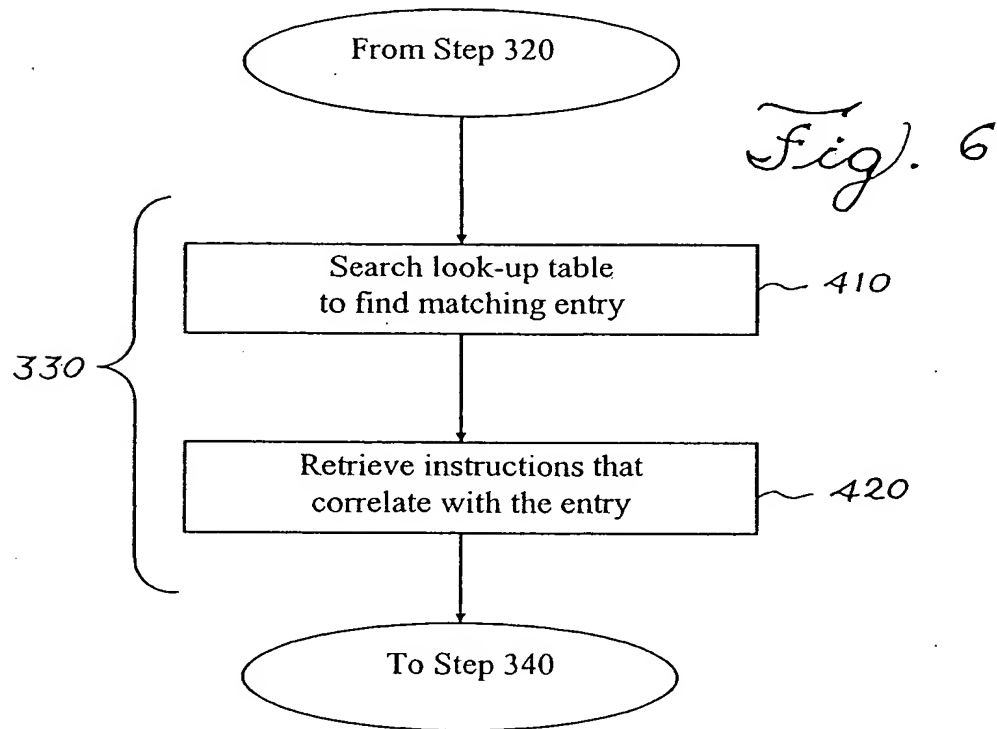 From Step 320
Fig. 6
Search look-up table
to find matching entry
410
330
Retrieve instructions that
correlate with the entry
420
To Step 340